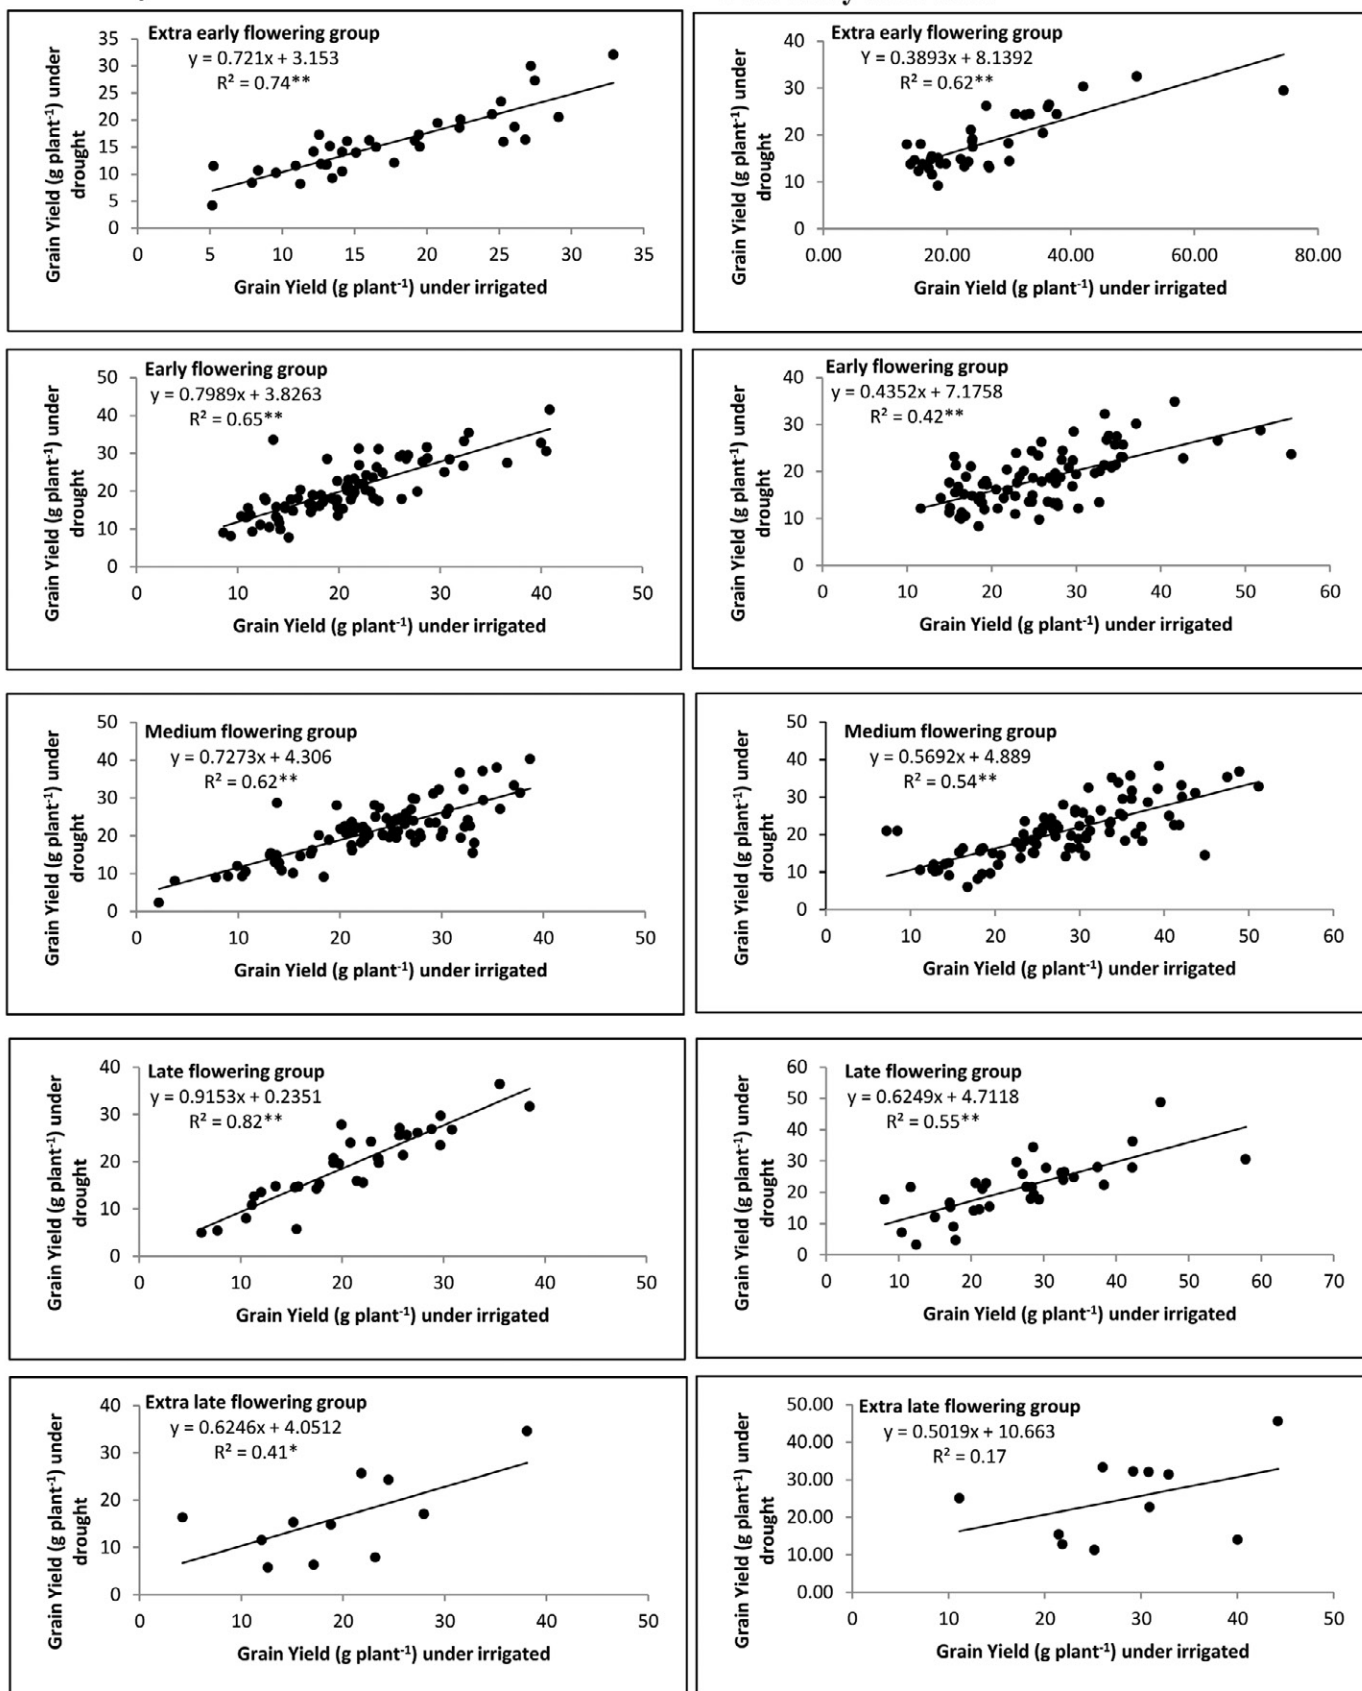 Extra early flowering group
y = 0.721x + 3.153
R² = 0.74**
35
30
25
20
15
10
5
0
0 5 10 15 20 25 30 35
Grain Yield (g plant⁻¹) under
drought
Grain Yield (g plant⁻¹) under irrigated
Extra early flowering group
Y = 0.3893x + 8.1392
R² = 0.62**
40
30
20
10
0
0.00 20.00 40.00 60.00 80.00
Grain Yield (g plant⁻¹) under
drought
Grain Yield (g plant⁻¹) under irrigated
Early flowering group
y = 0.7989x + 3.8263
R² = 0.65**
50
40
30
20
10
0
0 10 20 30 40 50
Grain Yield (g plant⁻¹) under
drought
Grain Yield (g plant⁻¹) under irrigated
Early flowering group
y = 0.4352x + 7.1758
R² = 0.42**
40
30
20
10
0
0 10 20 30 40 50 60
Grain Yield (g plant⁻¹) under
drought
Grain Yield (g plant⁻¹) under irrigated
Medium flowering group
y = 0.7273x + 4.306
R² = 0.62**
50
40
30
20
10
0
0 10 20 30 40 50
Grain Yield (g plant⁻¹) under
drought
Grain Yield (g plant⁻¹) under irrigated
Medium flowering group
y = 0.5692x + 4.889
R² = 0.54**
50
40
30
20
10
0
0 10 20 30 40 50 60
Grain Yield (g plant⁻¹) under
drought
Grain Yield (g plant⁻¹) under irrigated
Late flowering group
y = 0.9153x + 0.2351
R² = 0.82**
40
30
20
10
0
0 10 20 30 40 50
Grain Yield (g plant⁻¹) under
drought
Grain Yield (g plant⁻¹) under irrigated
Late flowering group
y = 0.6249x + 4.7118
R² = 0.55**
60
50
40
30
20
10
0
0 10 20 30 40 50 60 70
Grain Yield (g plant⁻¹) under
drought
Grain Yield (g plant⁻¹) under irrigated
Extra late flowering group
y = 0.6246x + 4.0512
R² = 0.41*
40
30
20
10
0
0 10 20 30 40 50
Grain Yield (g plant⁻¹) under
drought
Grain Yield (g plant⁻¹) under irrigated
Extra late flowering group
y = 0.5019x + 10.663
R² = 0.17
50.00
40.00
30.00
20.00
10.00
0.00
0 10 20 30 40 50
Grain Yield (g plant⁻¹) under
drought
Grain Yield (g plant⁻¹) under irrigated